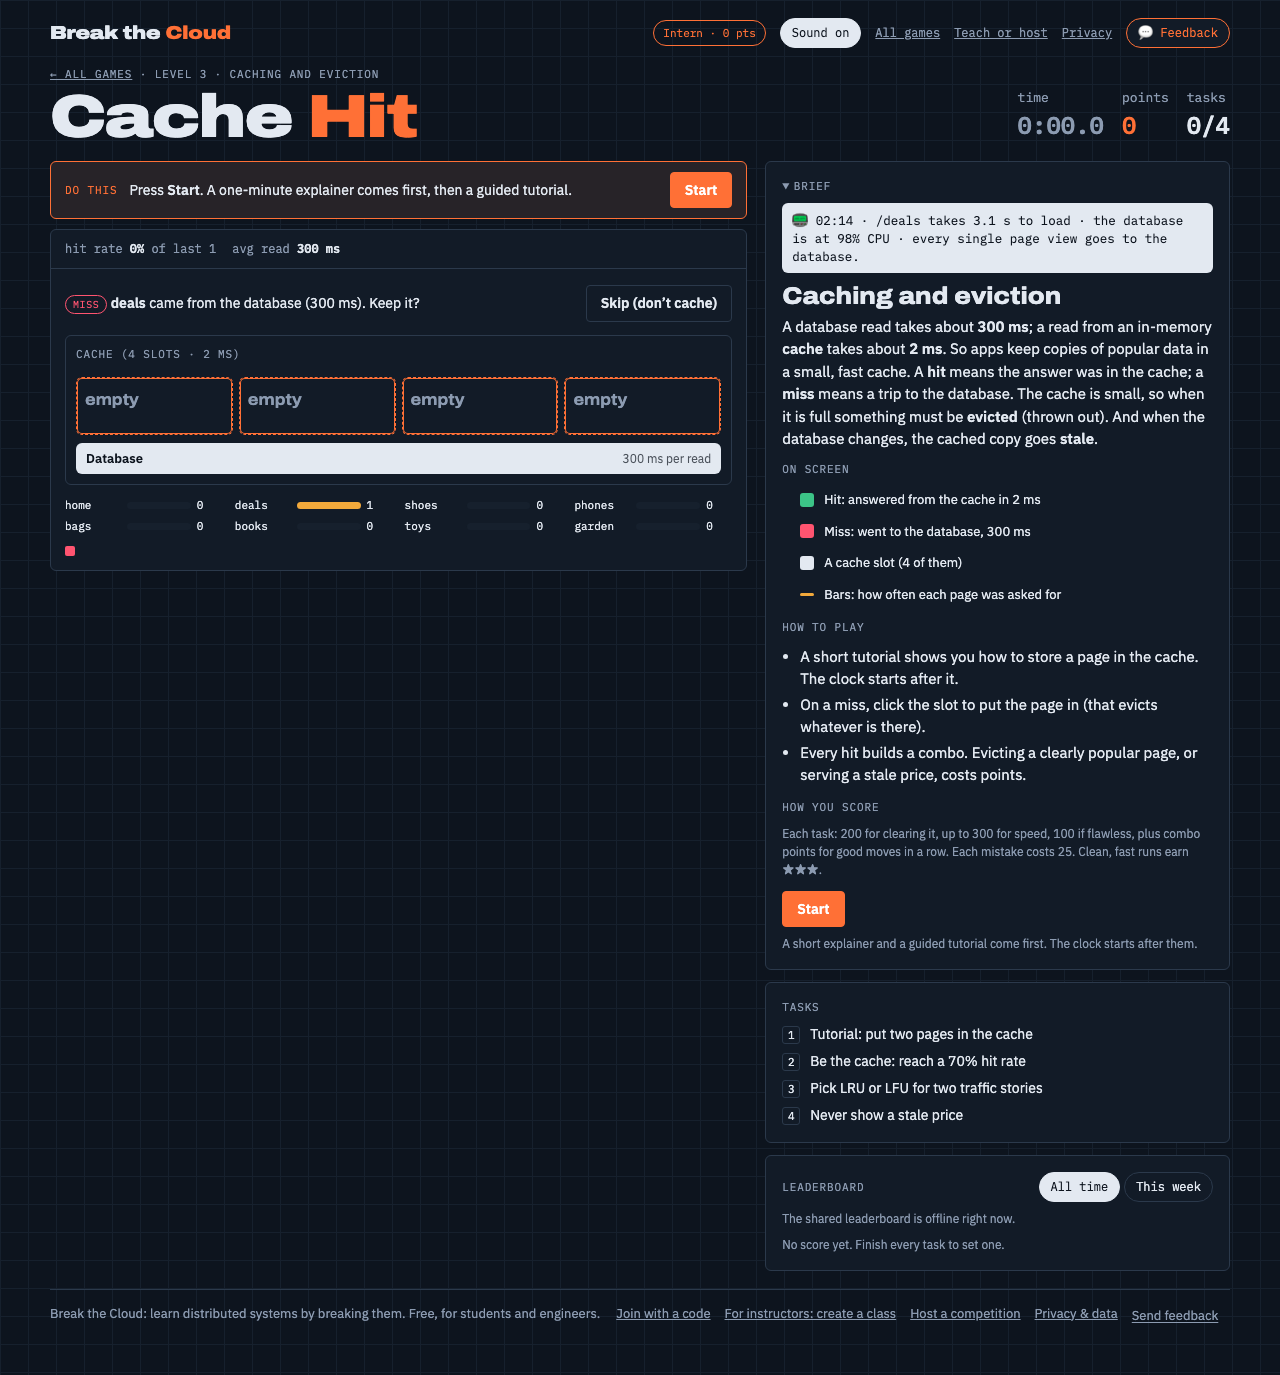 Break the Cloud
Intern · 0 pts
Sound on
All games
Teach or host
Privacy
💬 Feedback
← ALL GAMES · LEVEL 3 · CACHING AND EVICTION
Cache Hit
time
0:00.0
points
0
tasks
0/4
DO THIS Press Start. A one-minute explainer comes first, then a guided tutorial.
Start
hit rate 0% of last 1 avg read 300 ms
MISS deals came from the database (300 ms). Keep it?
Skip (don’t cache)
CACHE (4 SLOTS · 2 MS)
empty
empty
empty
empty
Database
300 ms per read
home 0 deals 1 shoes 0 phones 0
bags 0 books 0 toys 0 garden 0
▼ BRIEF
02:14 · /deals takes 3.1 s to load · the database
is at 98% CPU · every single page view goes to the
database.
Caching and eviction
A database read takes about 300 ms; a read from an in-memory
cache takes about 2 ms. So apps keep copies of popular data in
a small, fast cache. A hit means the answer was in the cache; a
miss means a trip to the database. The cache is small, so when
it is full something must be evicted (thrown out). And when the
database changes, the cached copy goes stale.
ON SCREEN
Hit: answered from the cache in 2 ms
Miss: went to the database, 300 ms
A cache slot (4 of them)
Bars: how often each page was asked for
HOW TO PLAY
• A short tutorial shows you how to store a page in the cache.
The clock starts after it.
• On a miss, click the slot to put the page in (that evicts
whatever is there).
• Every hit builds a combo. Evicting a clearly popular page, or
serving a stale price, costs points.
HOW YOU SCORE
Each task: 200 for clearing it, up to 300 for speed, 100 if flawless, plus combo
points for good moves in a row. Each mistake costs 25. Clean, fast runs earn
★★★.
Start
A short explainer and a guided tutorial come first. The clock starts after them.
TASKS
1 Tutorial: put two pages in the cache
2 Be the cache: reach a 70% hit rate
3 Pick LRU or LFU for two traffic stories
4 Never show a stale price
LEADERBOARD
All time
This week
The shared leaderboard is offline right now.
No score yet. Finish every task to set one.
Break the Cloud: learn distributed systems by breaking them. Free, for students and engineers.
Join with a code
For instructors: create a class
Host a competition
Privacy & data
Send feedback